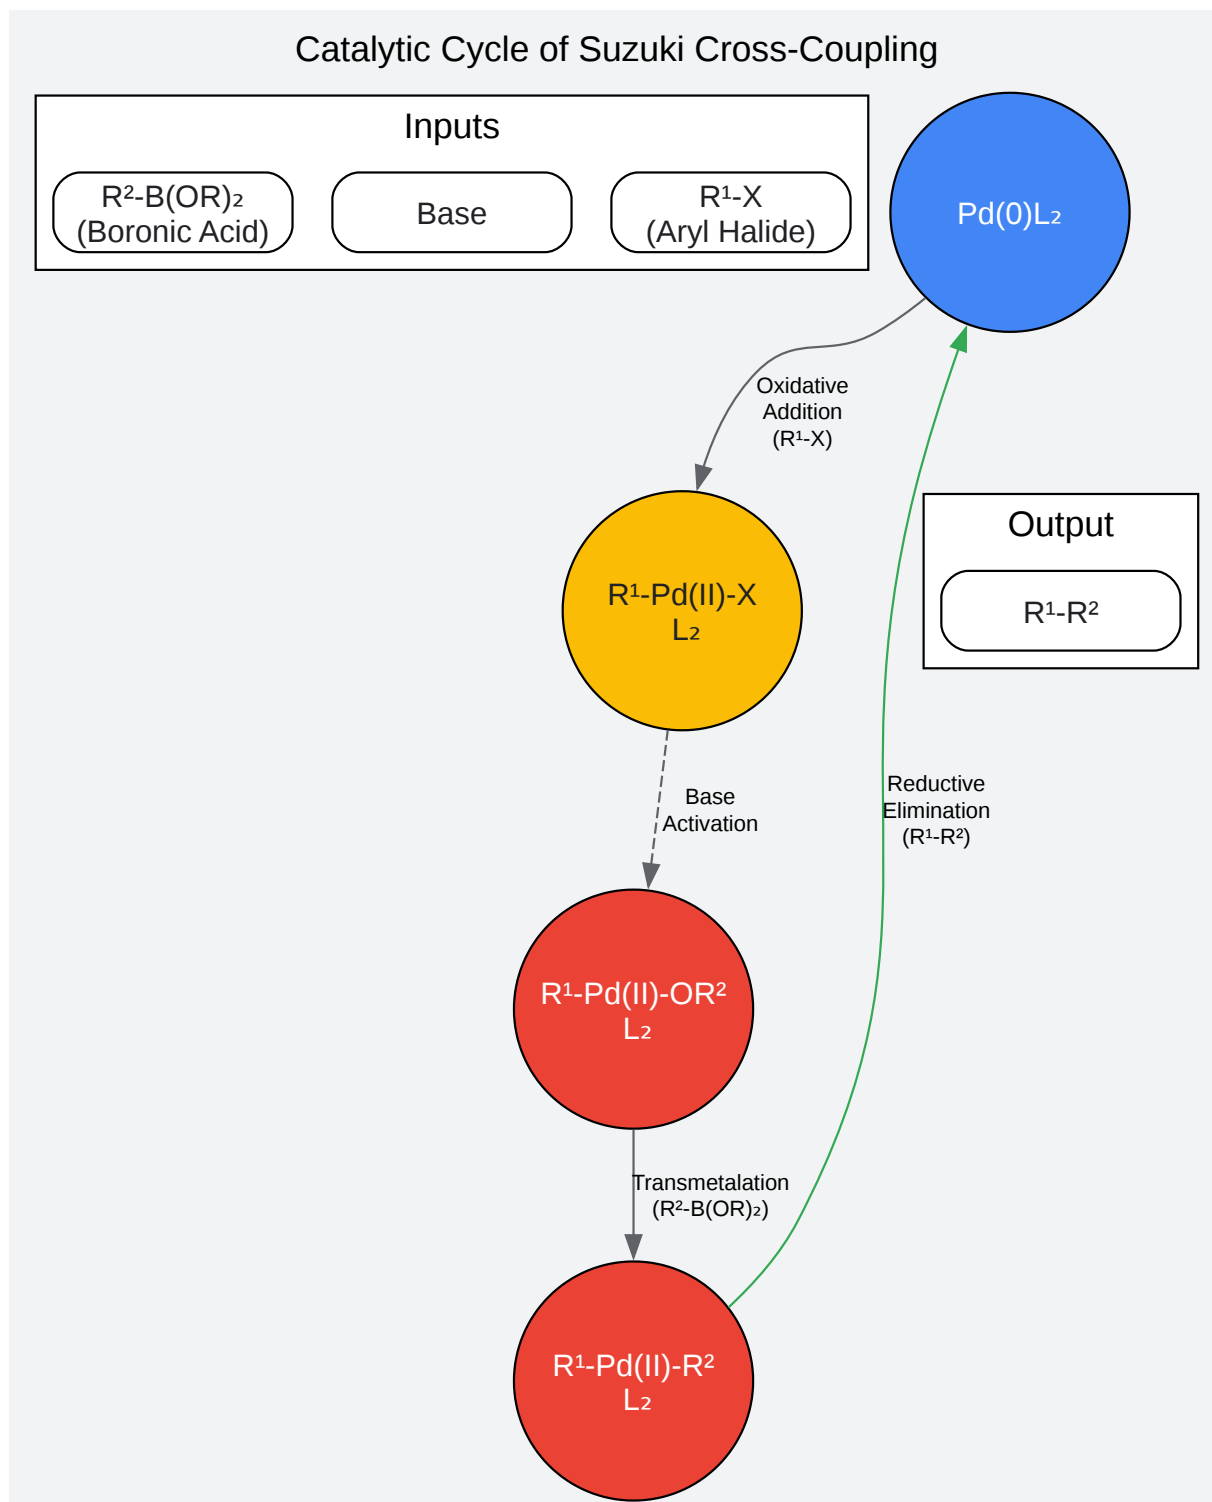 Catalytic Cycle of Suzuki Cross-Coupling
Inputs
R²-B(OR)₂
(Boronic Acid)
Base
R¹-X
(Aryl Halide)
Pd(0)L₂
Oxidative
Addition
(R¹-X)
R¹-Pd(II)-X
L₂
Output
R¹-R²
Base
Activation
Reductive
Elimination
(R¹-R²)
R¹-Pd(II)-OR²
L₂
Transmetalation
(R²-B(OR)₂)
R¹-Pd(II)-R²
L₂